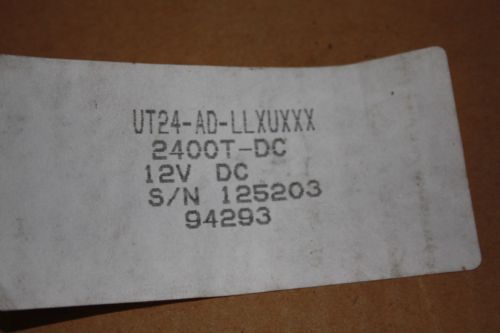 UT24-AD-LLXUXXX
2400T-DC
12V DC
S/N 125203
94293